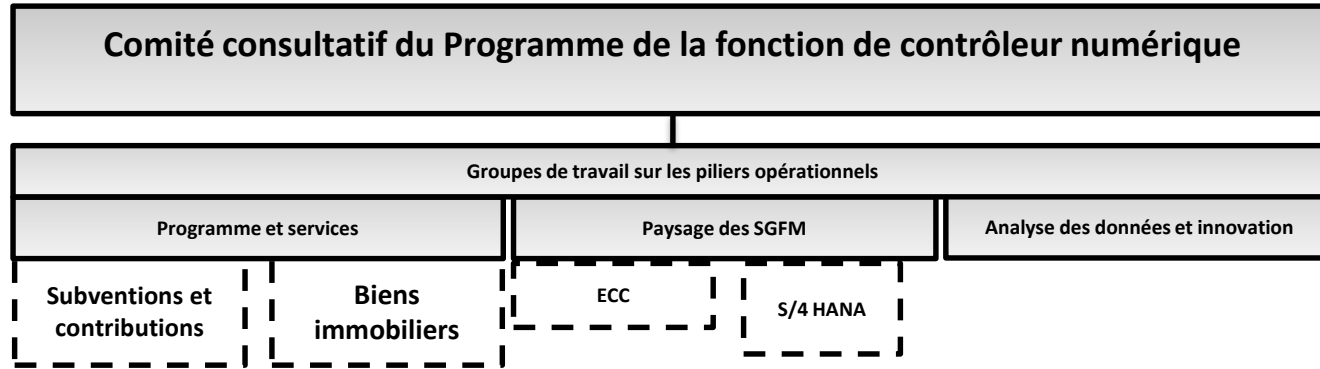 Comité consultatif du Programme de la fonction de contrôleur numérique
Groupes de travail sur les piliers opérationnels
Programme et services
Paysage des SGFM
Analyse des données et innovation
Subventions et
contributions
Biens
immobiliers
ECC
S/4 HANA